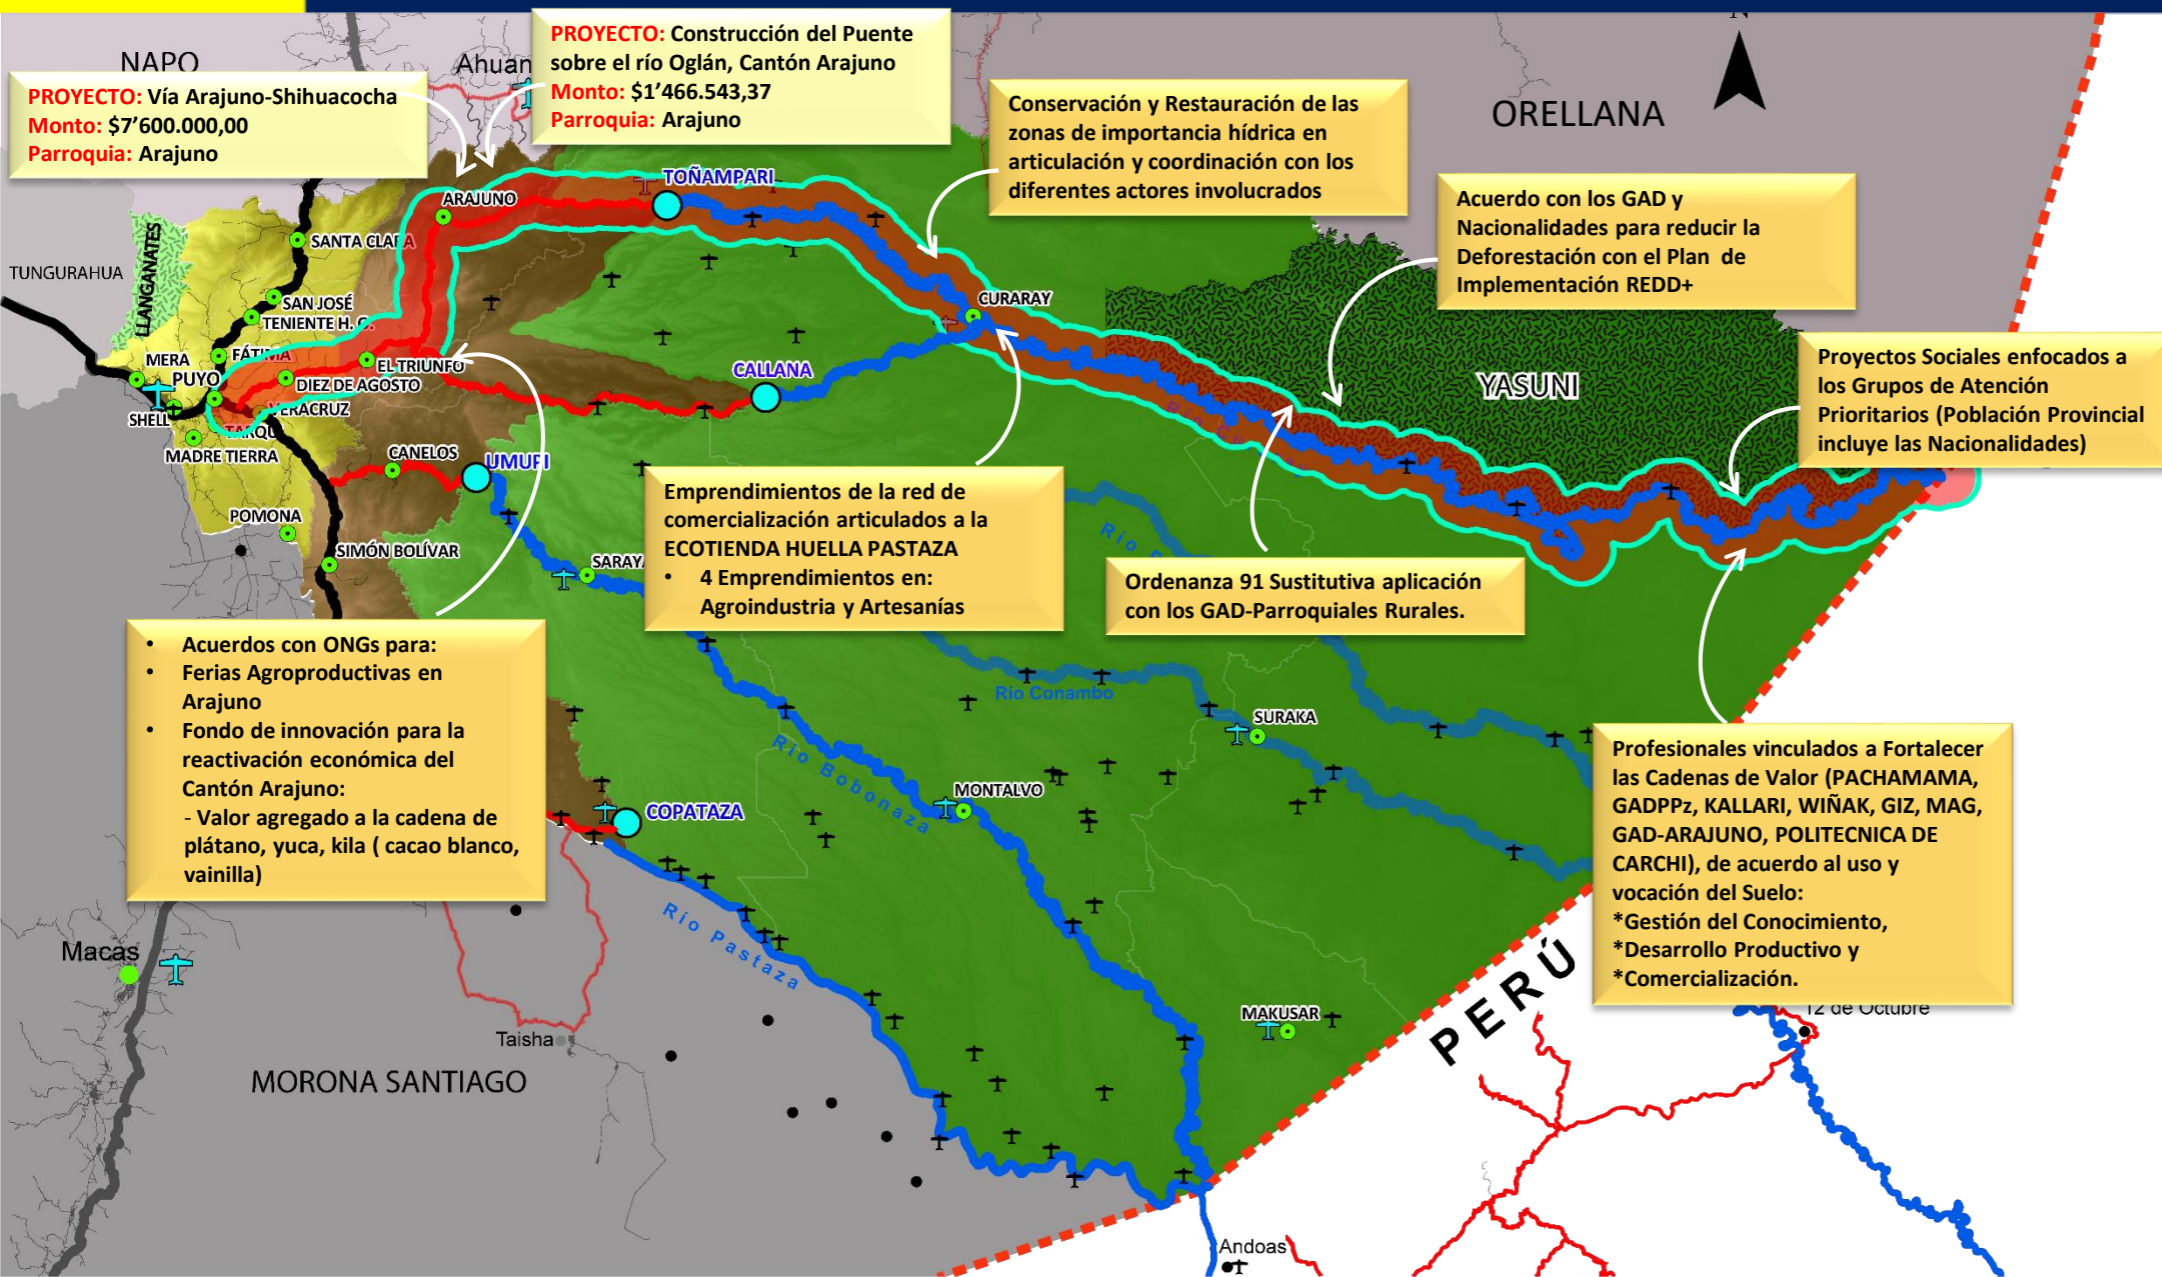 N
NAPO
Ahuan
ORELLANA
PROYECTO: Vía Arajuno-Shihuacocha
Monto: $7’600.000,00
Parroquia: Arajuno
PROYECTO: Construcción del Puente
sobre el río Oglán, Cantón Arajuno
Monto: $1’466.543,37
Parroquia: Arajuno
Conservación y Restauración de las
zonas de importancia hídrica en
articulación y coordinación con los
diferentes actores involucrados
Acuerdo con los GAD y
Nacionalidades para reducir la
Deforestación con el Plan de
Implementación REDD+
Proyectos Sociales enfocados a
los Grupos de Atención
Prioritarios (Población Provincial
incluye las Nacionalidades)
TOÑAMPARI
ARAJUNO
SANTA CLARA
TUNGURAHUA
LLANGANATES
SAN JOSÉ
TENIENTE H. G.
CURARAY
MERA
FÁTIMA
PUYO
EL TRIUNFO
DIEZ DE AGOSTO
CALLANA
YASUNI
SHELL
VERACRUZ
TARQU
MADRE TIERRA
CANELOS
UMUPI
POMONA
SIMÓN BOLÍVAR
SARAYA
Emprendimientos de la red de
comercialización articulados a la
ECOTIENDA HUELLA PASTAZA
• 4 Emprendimientos en:
Agroindustria y Artesanías
Río
Ordenanza 91 Sustitutiva aplicación
con los GAD-Parroquiales Rurales.
• Acuerdos con ONGs para:
• Ferias Agroproductivas en
Arajuno
• Fondo de innovación para la
reactivación económica del
Cantón Arajuno:
- Valor agregado a la cadena de
plátano, yuca, kila ( cacao blanco,
vainilla)
Río Conambo
SURAKA
Río Bobonaza
MONTALVO
COPATAZA
Profesionales vinculados a Fortalecer
las Cadenas de Valor (PACHAMAMA,
GADPPz, KALLARI, WIÑAK, GIZ, MAG,
GAD-ARAJUNO, POLITECNICA DE
CARCHI), de acuerdo al uso y
vocación del Suelo:
*Gestión del Conocimiento,
*Desarrollo Productivo y
*Comercialización.
Río Pastaza
Macas
MAKUSAR
PERÚ
12 de Octubre
Taisha
MORONA SANTIAGO
Andoas